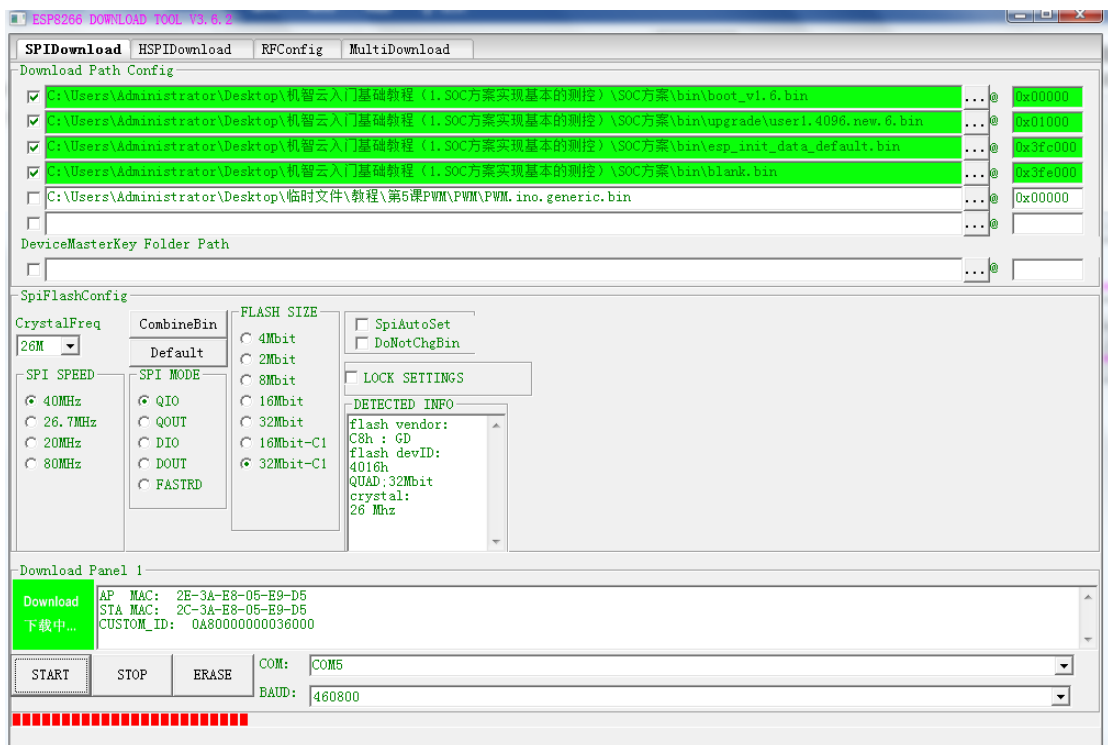 ESP8266 DOWNLOAD TOOL V3.6.2
SPIDownload HSPIDownload RFConfig MultiDownload
Download Path Config
C:\Users\Administrator\Desktop\机智云入门基础教程（1.SOC方案实现基本的测控）\SOC方案\bin\boot_v1.6.bin ... @ 0x00000
C:\Users\Administrator\Desktop\机智云入门基础教程（1.SOC方案实现基本的测控）\SOC方案\bin\upgrade\user1.4096.new.6.bin ... @ 0x01000
C:\Users\Administrator\Desktop\机智云入门基础教程（1.SOC方案实现基本的测控）\SOC方案\bin\esp_init_data_default.bin ... @ 0x3fc000
C:\Users\Administrator\Desktop\机智云入门基础教程（1.SOC方案实现基本的测控）\SOC方案\bin\blank.bin ... @ 0x3fe000
C:\Users\Administrator\Desktop\临时文件\教程\第5课PWM\PWM\PWM.ino.generic.bin ... @ 0x00000
... @
DeviceMasterKey Folder Path
... @
SpiFlashConfig
CrystalFreq
26M
CombineBin
Default
SPI SPEED
40MHz
26.7MHz
20MHz
80MHz
SPI MODE
QIO
QOUT
DIO
DOUT
FASTRD
FLASH SIZE
4Mbit
2Mbit
8Mbit
16Mbit
32Mbit
16Mbit-C1
32Mbit-C1
SpiAutoSet
DoNotChgBin
LOCK SETTINGS
DETECTED INFO
flash vendor:
C8h : GD
flash devID:
4016h
QUAD;32Mbit
crystal:
26 Mhz
Download Panel 1
Download
下载中...
AP MAC: 2E-3A-E8-05-E9-D5
STA MAC: 2C-3A-E8-05-E9-D5
CUSTOM_ID: 0A80000000036000
START STOP ERASE
COM: COM5
BAUD: 460800